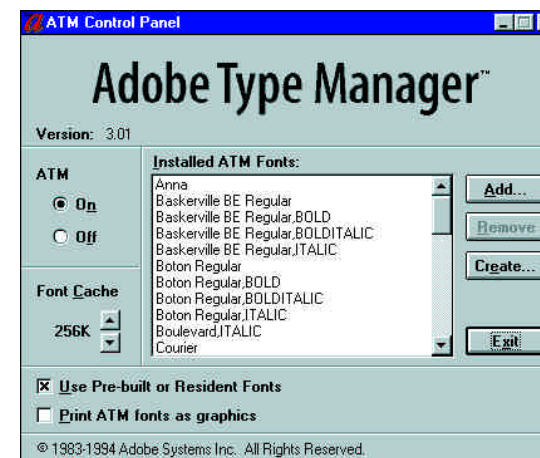 ATM Control Panel
Adobe Type Manager™
Version: 3.01
ATM
On
Off
Font Cache
256K
Installed ATM Fonts:
Anna
Baskerville BE Regular
Baskerville BE Regular,BOLD
Baskerville BE Regular,BOLDITALIC
Baskerville BE Regular,ITALIC
Boton Regular
Boton Regular,BOLD
Boton Regular,BOLDITALIC
Boton Regular,ITALIC
Boulevard,ITALIC
Courier
Add...
Remove
Create...
Exit
Use Pre-built or Resident Fonts
Print ATM fonts as graphics
© 1983-1994 Adobe Systems Inc. All Rights Reserved.